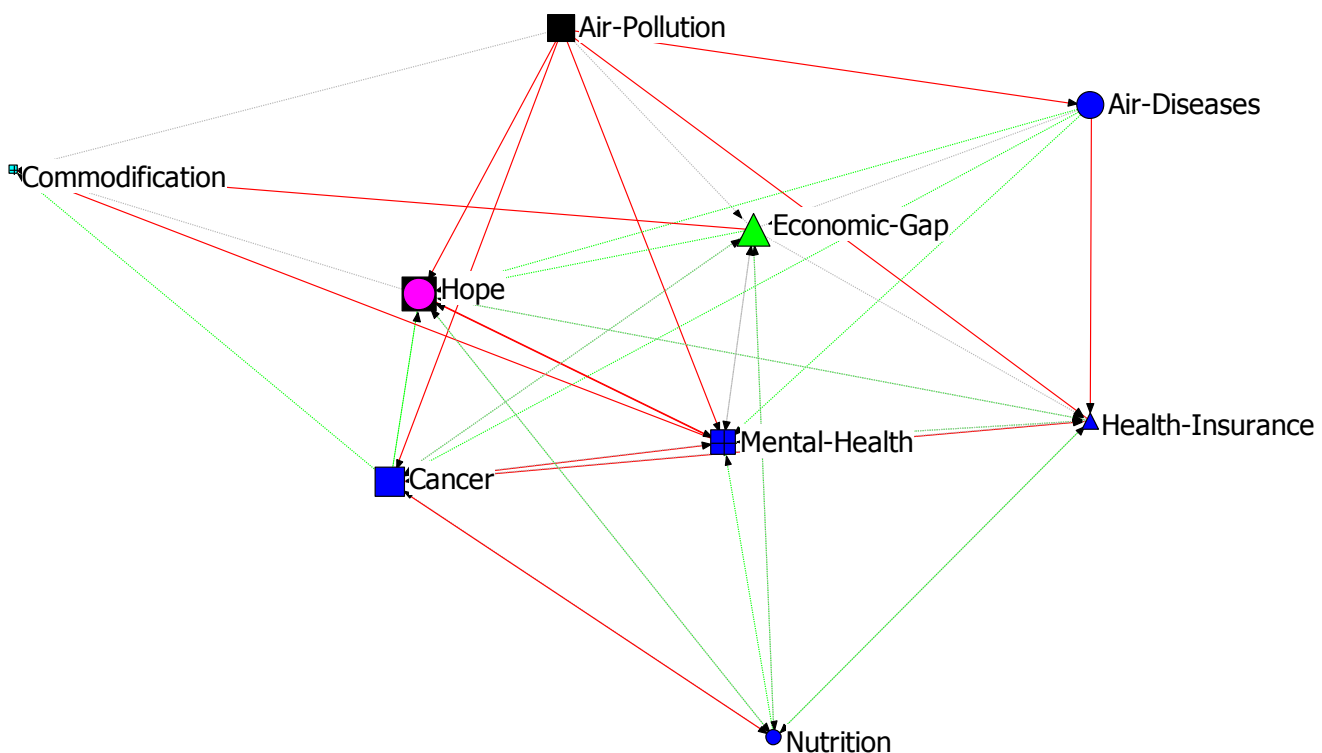 Air-Pollution
Air-Diseases
Commodification
Economic-Gap
Hope
Health-Insurance
Mental-Health
Cancer
Nutrition